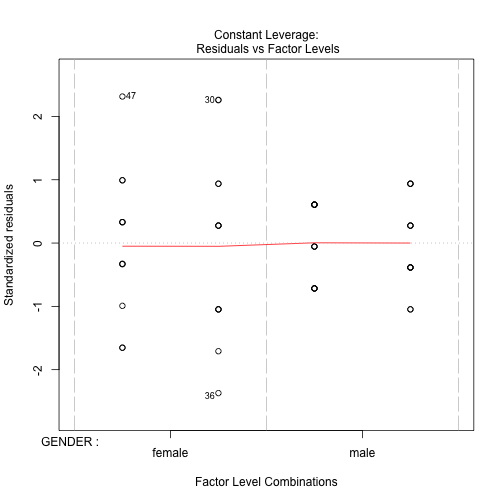 Constant Leverage:
Residuals vs Factor Levels
Standardized residuals
2
1
0
-1
-2
47
30
36
GENDER :
female
male
Factor Level Combinations